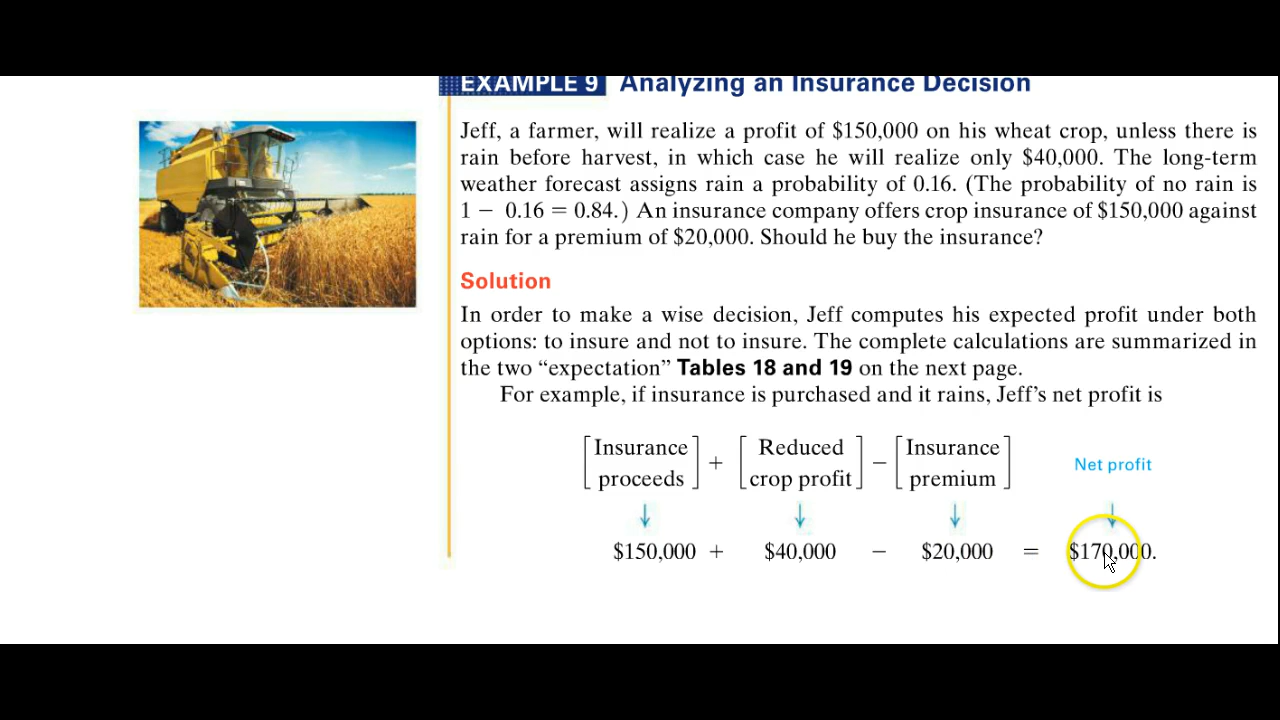 EXAMPLE 9 Analyzing an Insurance Decision
Jeff, a farmer, will realize a profit of $150,000 on his wheat crop, unless there is
rain before harvest, in which case he will realize only $40,000. The long-term
weather forecast assigns rain a probability of 0.16. (The probability of no rain is
1 − 0.16 = 0.84.) An insurance company offers crop insurance of $150,000 against
rain for a premium of $20,000. Should he buy the insurance?
Solution
In order to make a wise decision, Jeff computes his expected profit under both
options: to insure and not to insure. The complete calculations are summarized in
the two “expectation” Tables 18 and 19 on the next page.
For example, if insurance is purchased and it rains, Jeff’s net profit is
[Insurance proceeds] + [Reduced crop profit] − [Insurance premium] Net profit
↓ ↓ ↓ ↓
$150,000 + $40,000 − $20,000 = $170,000.